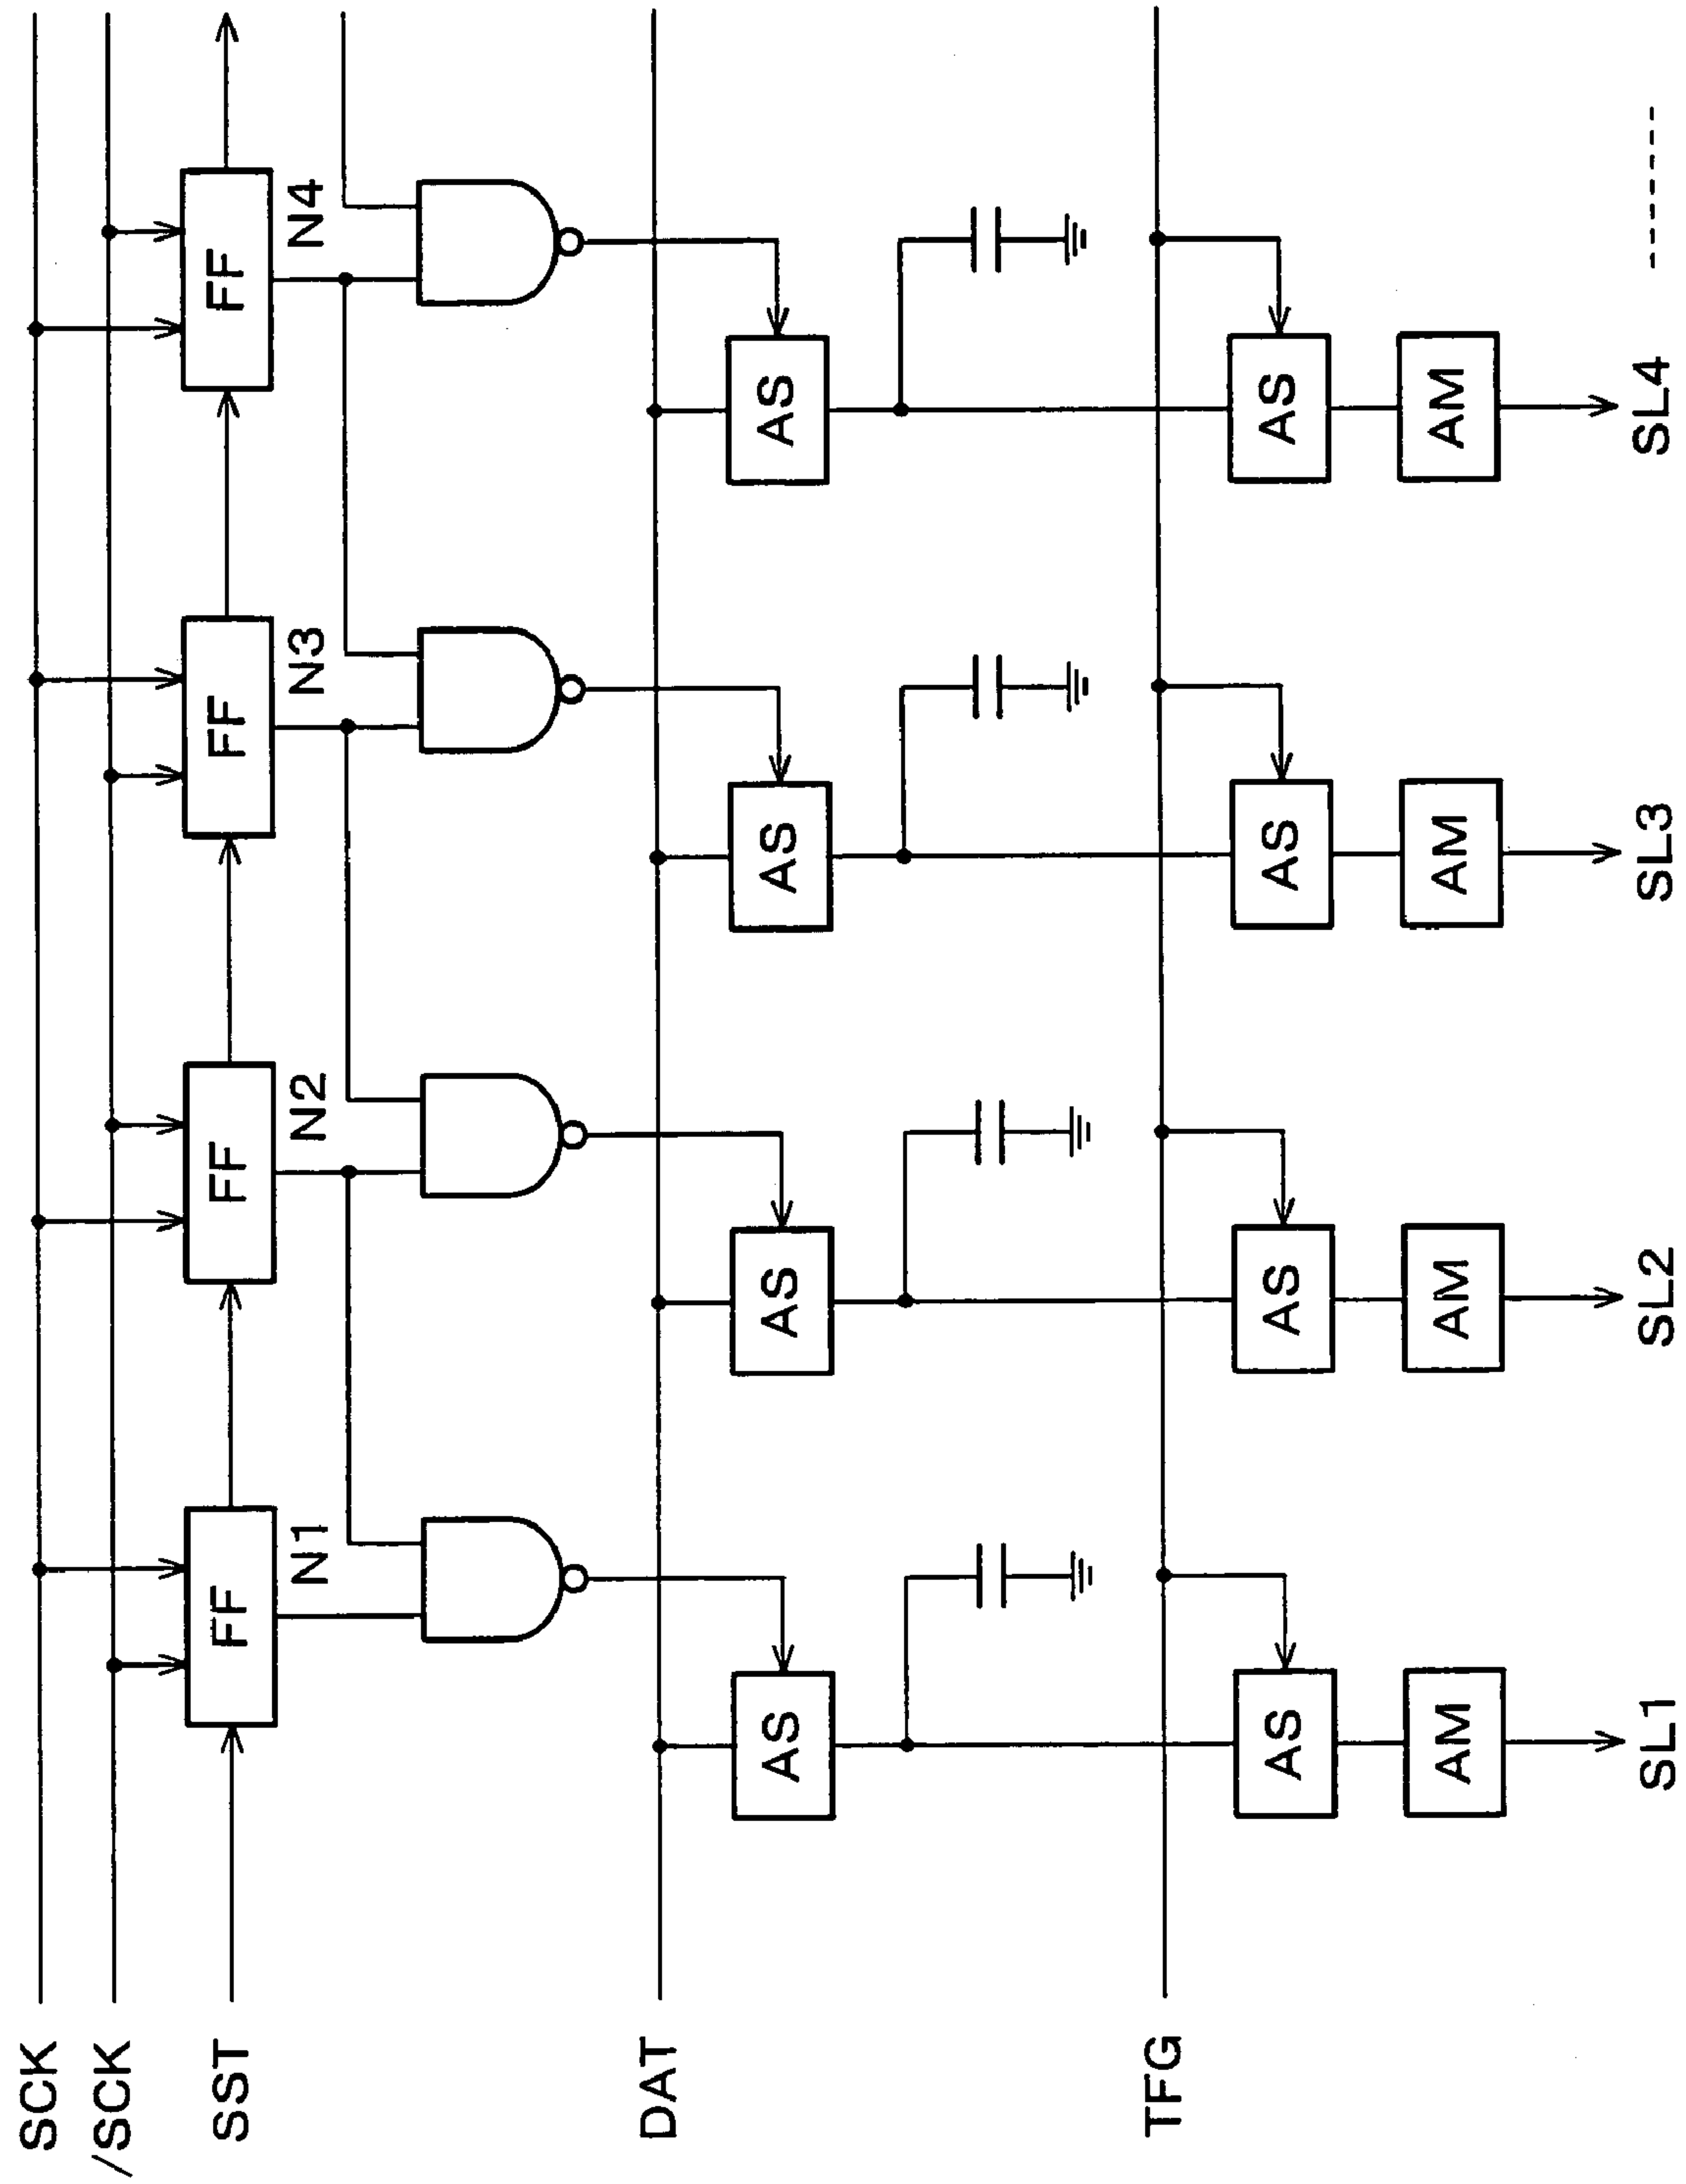 SCK
/SCK
SST
FF
FF
FF
FF
N1
N2
N3
N4
DAT
AS
AS
AS
AS
TFG
AS
AS
AS
AS
AM
AM
AM
AM
SL1
SL2
SL3
SL4